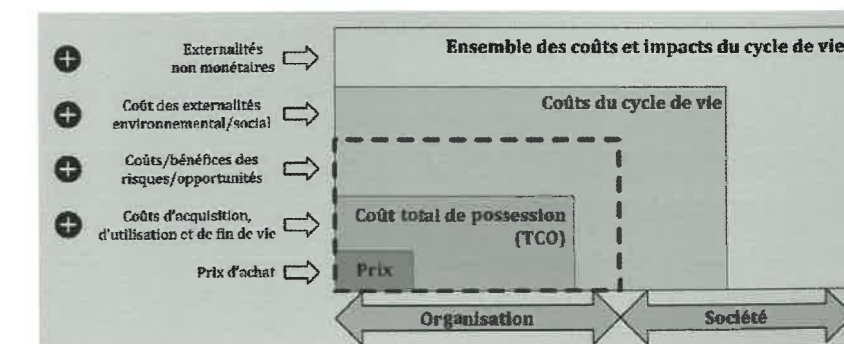 Externalités
non monétaires
Ensemble des coûts et impacts du cycle de vie
Coût des externalités
environnemental/social
Coûts du cycle de vie
Coûts/bénéfices des
risques/opportunités
Coûts d'acquisition,
d'utilisation et de fin de vie
Coût total de possession
(TCO)
Prix d'achat
Prix
Organisation
Société